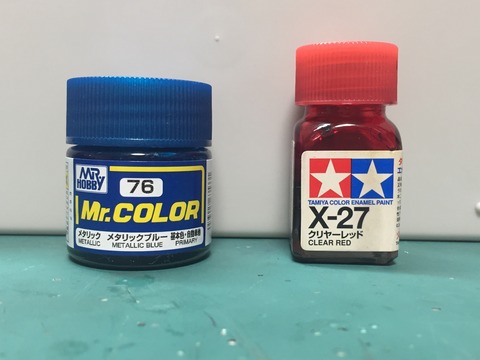 MR
HOBBY
76
Mr.COLOR
メタリック
METALLIC
メタリックブルー
METALLIC BLUE
基本色・自動車色
PRIMARY
TAMIYA COLOR ENAMEL PAINT
X-27
クリヤーレッド
CLEAR RED